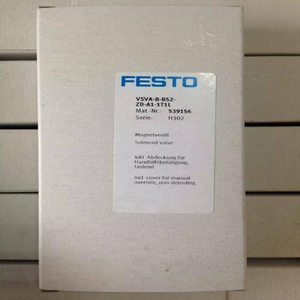 FESTO
VSVA-B-B52-
ZD-A1-1T1L
Mat.-Nr.: 539156
Serie: H302
Magnetventil
Solenoid valve
Inkl. Abdeckung für
Handhilfsbetätigung,
tastend
Incl. cover for manual
override, non-detenting